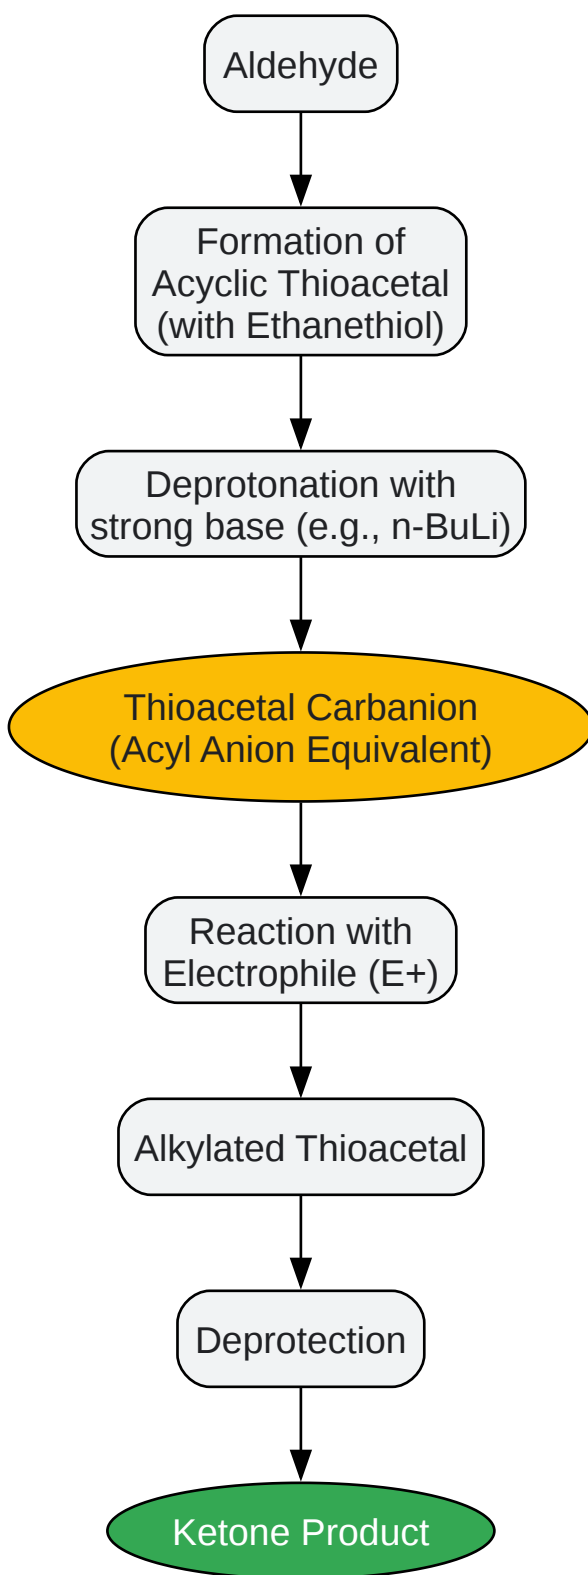 Aldehyde
Formation of
Acyclic Thioacetal
(with Ethanethiol)
Deprotonation with
strong base (e.g., n-BuLi)
Thioacetal Carbanion
(Acyl Anion Equivalent)
Reaction with
Electrophile (E+)
Alkylated Thioacetal
Deprotection
Ketone Product